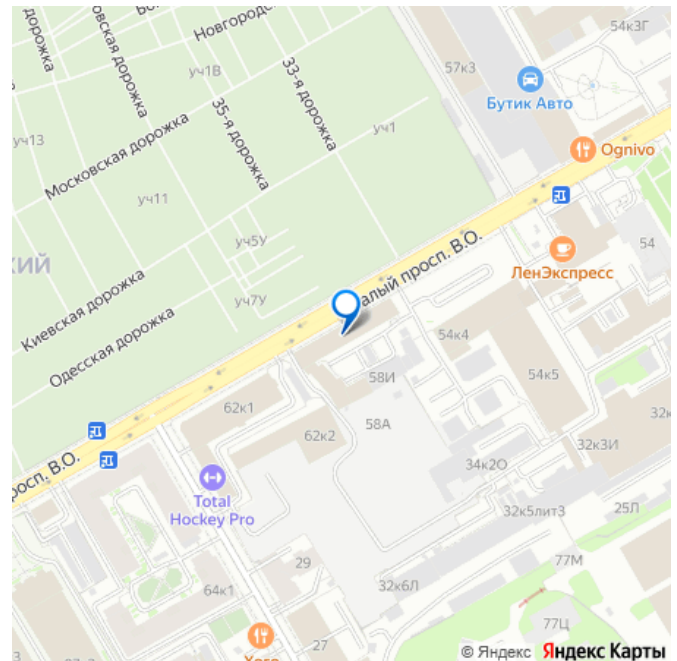 54к3Г
Новгород
вская дорожка
33-я дорожка
57к3
уч1В
Бутик Авто
35-я дорожка
уч13
Московская дорожка
уч1
Ognivo
уч11
уч5У
54
КИЙ
ЛенЭкспресс
алый просп. В.О.
уч7У
Киевская дорожка
Одесская дорожка
54к4
58И
54к5
62к1
58А
62к2
32к
32к3И
просп. В.О.
34к2О
Total
Hockey Pro
32к5лит3
25Л
29
77М
64к1
32к6Л
77Ц
27
© Яндекс Яндекс Карты